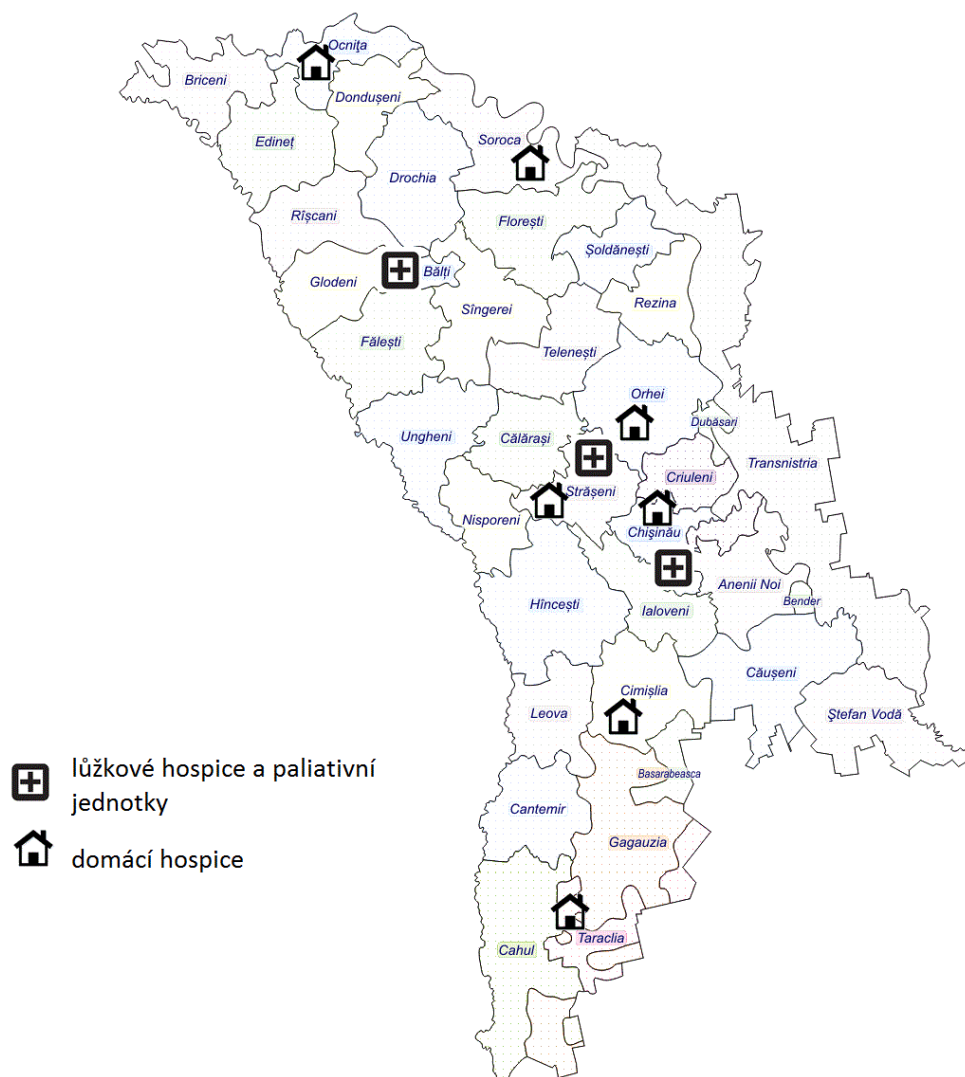 Ocnița
Briceni
Dondușeni
Edineț
Soroca
Drochia
Rîșcani
Florești
Șoldănești
Glodeni
Bălți
Sîngerei
Rezina
Fălești
Telenești
Orhei
Dubăsari
Ungheni
Călărași
Transnistria
Criuleni
Strășeni
Nisporeni
Chișinău
Anenii Noi
Bender
Hîncești
Ialoveni
Căușeni
Cimișlia
Leova
Ştefan Vodă
lůžkové hospice a paliativní
jednotky
Basarabeasca
Cantemir
Gagauzia
domácí hospice
Taraclia
Cahul